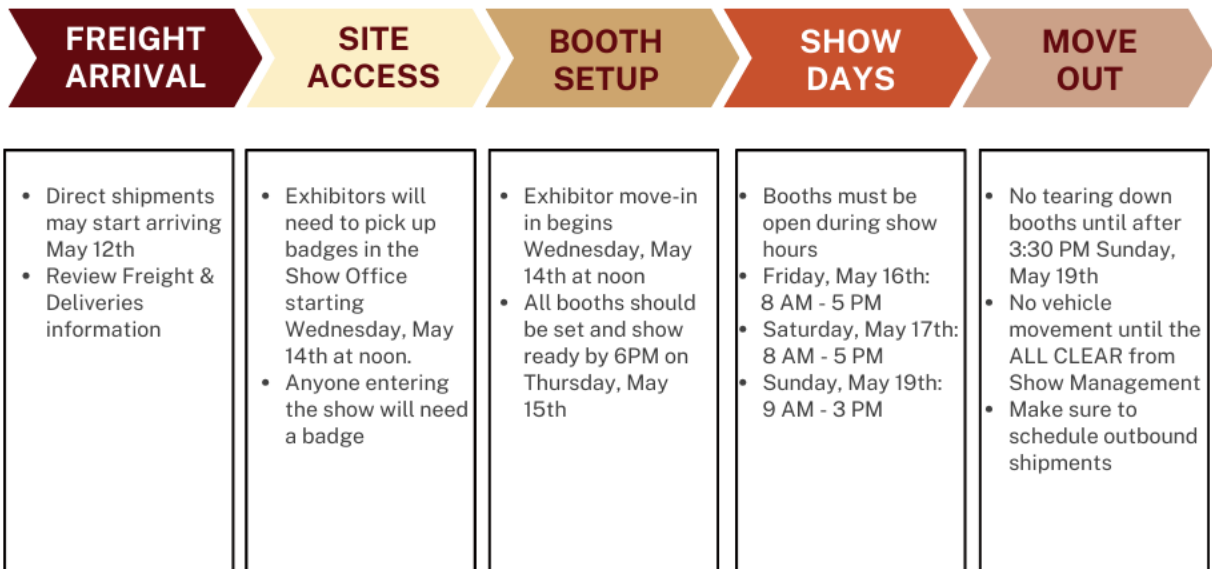 FREIGHT
ARRIVAL
SITE
ACCESS
BOOTH
SETUP
SHOW
DAYS
MOVE
OUT
• Direct shipments
may start arriving
May 12th
• Review Freight &
Deliveries
information
• Exhibitors will
need to pick up
badges in the
Show Office
starting
Wednesday, May
14th at noon.
• Anyone entering
the show will need
a badge
• Exhibitor move-in
in begins
Wednesday, May
14th at noon
• All booths should
be set and show
ready by 6PM on
Thursday, May
15th
• Booths must be
open during show
hours
• Friday, May 16th:
8 AM - 5 PM
• Saturday, May 17th:
8 AM - 5 PM
• Sunday, May 19th:
9 AM - 3 PM
• No tearing down
booths until after
3:30 PM Sunday,
May 19th
• No vehicle
movement until the
ALL CLEAR from
Show Management
• Make sure to
schedule outbound
shipments